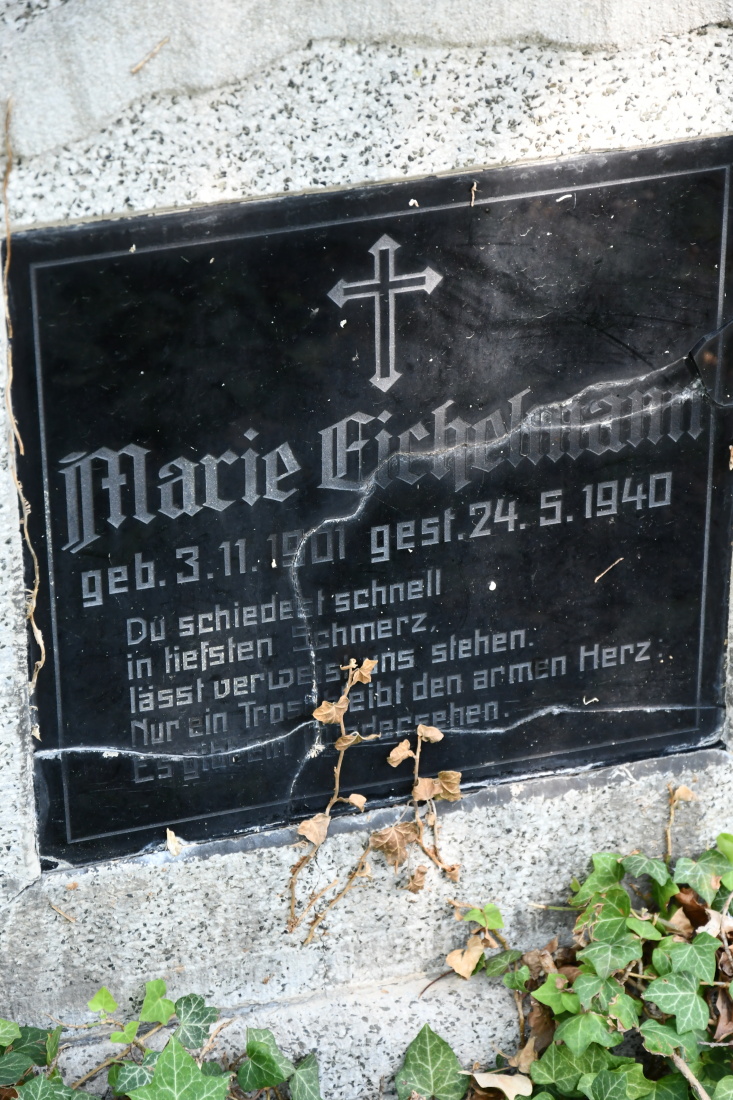 Marie Eichelmann
geb. 3.11.1901 gest. 24.5.1940
Du schiedest schnell
in tiefsten Schmerz,
lässt verweist uns stehen.
Nur ein Trost bleibt den armen Herz:
Es gibt ein Wiedersehen.